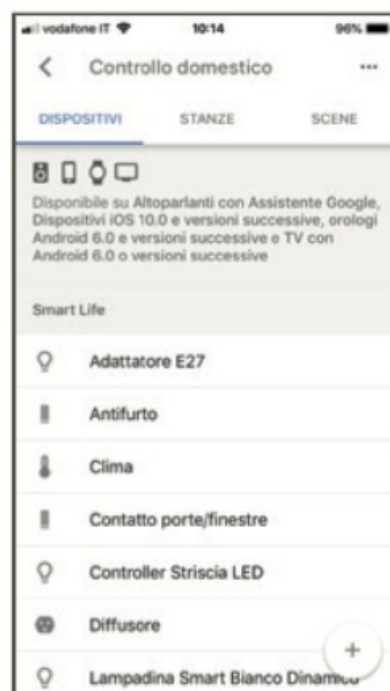 vodafone IT 10:14 96%
Controllo domestico
DISPOSITIVI STANZE SCENE
Disponibile su Altoparlanti con Assistente Google,
Dispositivi iOS 10.0 e versioni successive, orologi
Android 6.0 e versioni successive e TV con
Android 6.0 o versioni successive
Smart Life
Adattatore E27
Antifurto
Clima
Contatto porte/finestre
Controller Striscia LED
Diffusore
Lampadina Smart Bianco Dinamico